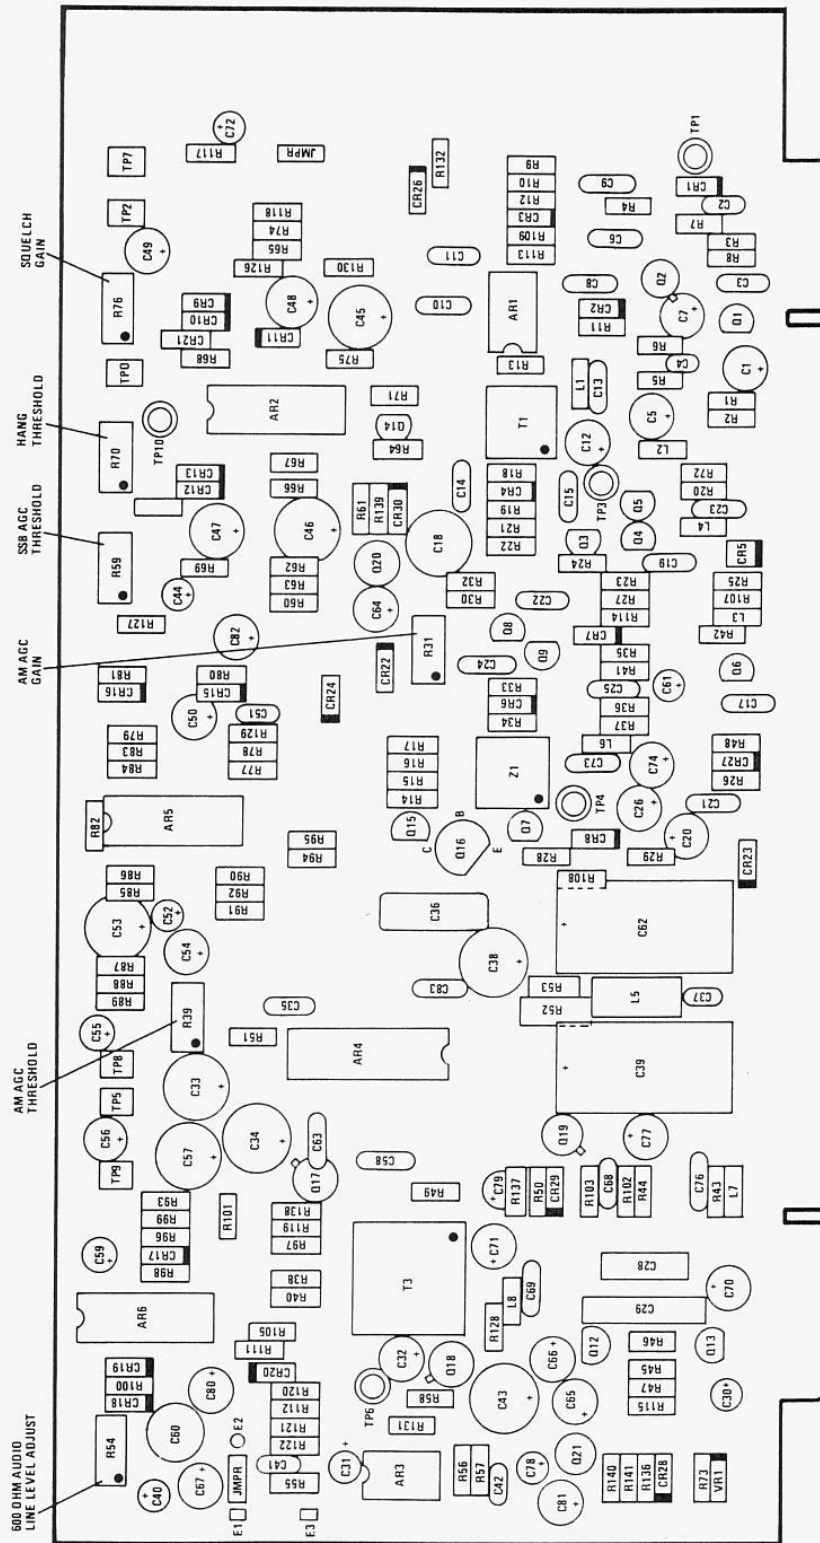 SQUELCH
GAIN
HANG
THRESHOLD
SSB AGC
THRESHOLD
AM AGC
GAIN
AM AGC
THRESHOLD
600 OHM AUDIO
LINE LEVEL ADJUST
TP7
R117
C72
+
JMPR
TP2
C49
+
R118
R74
R65
R126
R130
CR26
R132
R9
R10
R12
CR3
R109
R113
C9
R4
C6
TP1
CR1
C2
R7
R3
R8
R76
CR9
CR10
CR21
R68
CR11
C48
+
C45
+
R75
C11
C10
AR1
R13
C8
CR2
R11
Q2
C7
+
R6
C4
R5
C3
Q1
C1
+
R1
R2
TP0
R70
TP10
AR2
R71
Q14
R64
T1
L1
C13
C12
+
C5
+
L2
CR13
CR12
R67
R66
R61
R139
CR30
C14
R18
CR4
R19
R21
R22
C15
TP3
Q5
Q4
Q3
R24
R72
R20
C23
L4
R59
C47
+
R69
C44
+
C46
+
R62
R63
R60
Q20
C64
+
C18
+
R32
R30
C22
R23
R27
R114
C19
CR5
R25
R107
L3
R42
R127
C82
+
R31
Q8
Q9
C24
CR7
R35
R41
C25
R36
R37
C61
+
Q6
C17
R81
CR16
R80
CR15
C50
+
C51
R129
R78
R77
CR24
CR22
R33
CR6
R34
R79
R83
R84
R82
AR5
R17
R16
R15
R14
Z1
L6
C73
C74
+
R48
CR27
R26
R95
R94
Q15
C
B
Q16
E
Q7
TP4
C26
+
C20
+
C21
CR8
R28
R29
CR23
R86
R85
R90
R92
R91
C53
+
C52
+
C54
+
C36
C38
+
R108
C62
+
R87
R88
R89
C83
R53
R52
L5
C37
C55
+
R39
C35
R51
AR4
C39
+
TP8
C33
+
TP5
C56
+
C34
+
C57
+
C63
TP9
Q17
C58
Q19
C77
+
R93
R99
R96
CR17
R98
R101
R138
R119
R97
R49
C79
+
R137
R50
CR29
R103
C68
R102
R44
C76
R43
L7
C59
+
R38
R40
T3
C71
+
C69
L8
R128
C28
C29
C70
+
AR6
R105
R111
CR20
C32
+
Q18
C66
+
Q12
R46
Q13
CR19
R100
CR18
C80
+
R120
R112
R121
R122
TP6
R58
C43
+
C65
+
R45
R47
R115
C30
+
R54
C60
+
E2
C41
R131
C31
+
AR3
R56
R57
C78
+
Q21
R140
R141
R136
CR28
R73
VR1
C40
+
C67
+
JMPR
R55
C42
C81
+
E1
E3